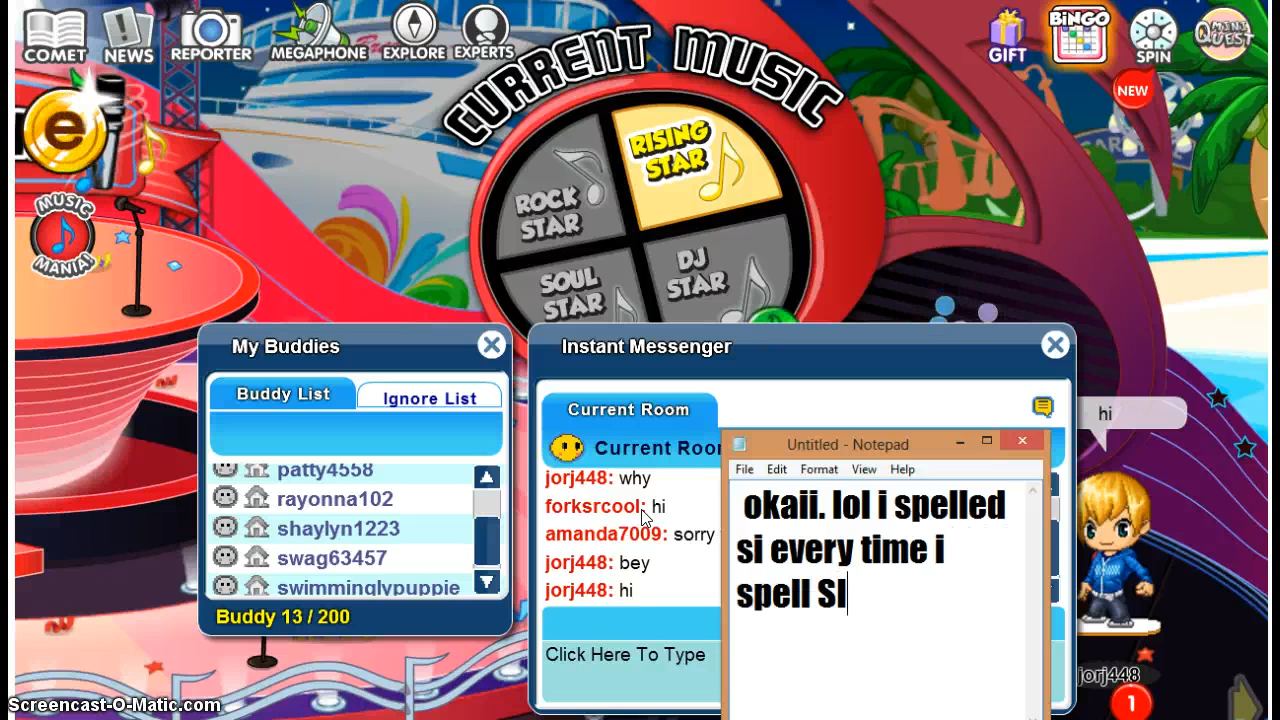 COMET
NEWS
REPORTER
MEGAPHONE
EXPLORE
EXPERTS
GIFT
BINGO
SPIN
MINI
QUEST
NEW
CURRENT MUSIC
e
MUSIC
MANIA!
RISING
STAR
ROCK
STAR
SOUL
STAR
DJ
STAR
My Buddies
Buddy List
Ignore List
patty4558
rayonna102
shaylyn1223
swag63457
swimminglypuppie
Buddy 13 / 200
Instant Messenger
Current Room
Current Room
jorj448: why
forksrcool: hi
amanda7009: sorry
jorj448: bey
jorj448: hi
Click Here To Type
Untitled - Notepad
File Edit Format View Help
okaii. lol i spelled
si every time i
spell SI
hi
jorj448
1
Screencast-O-Matic.com